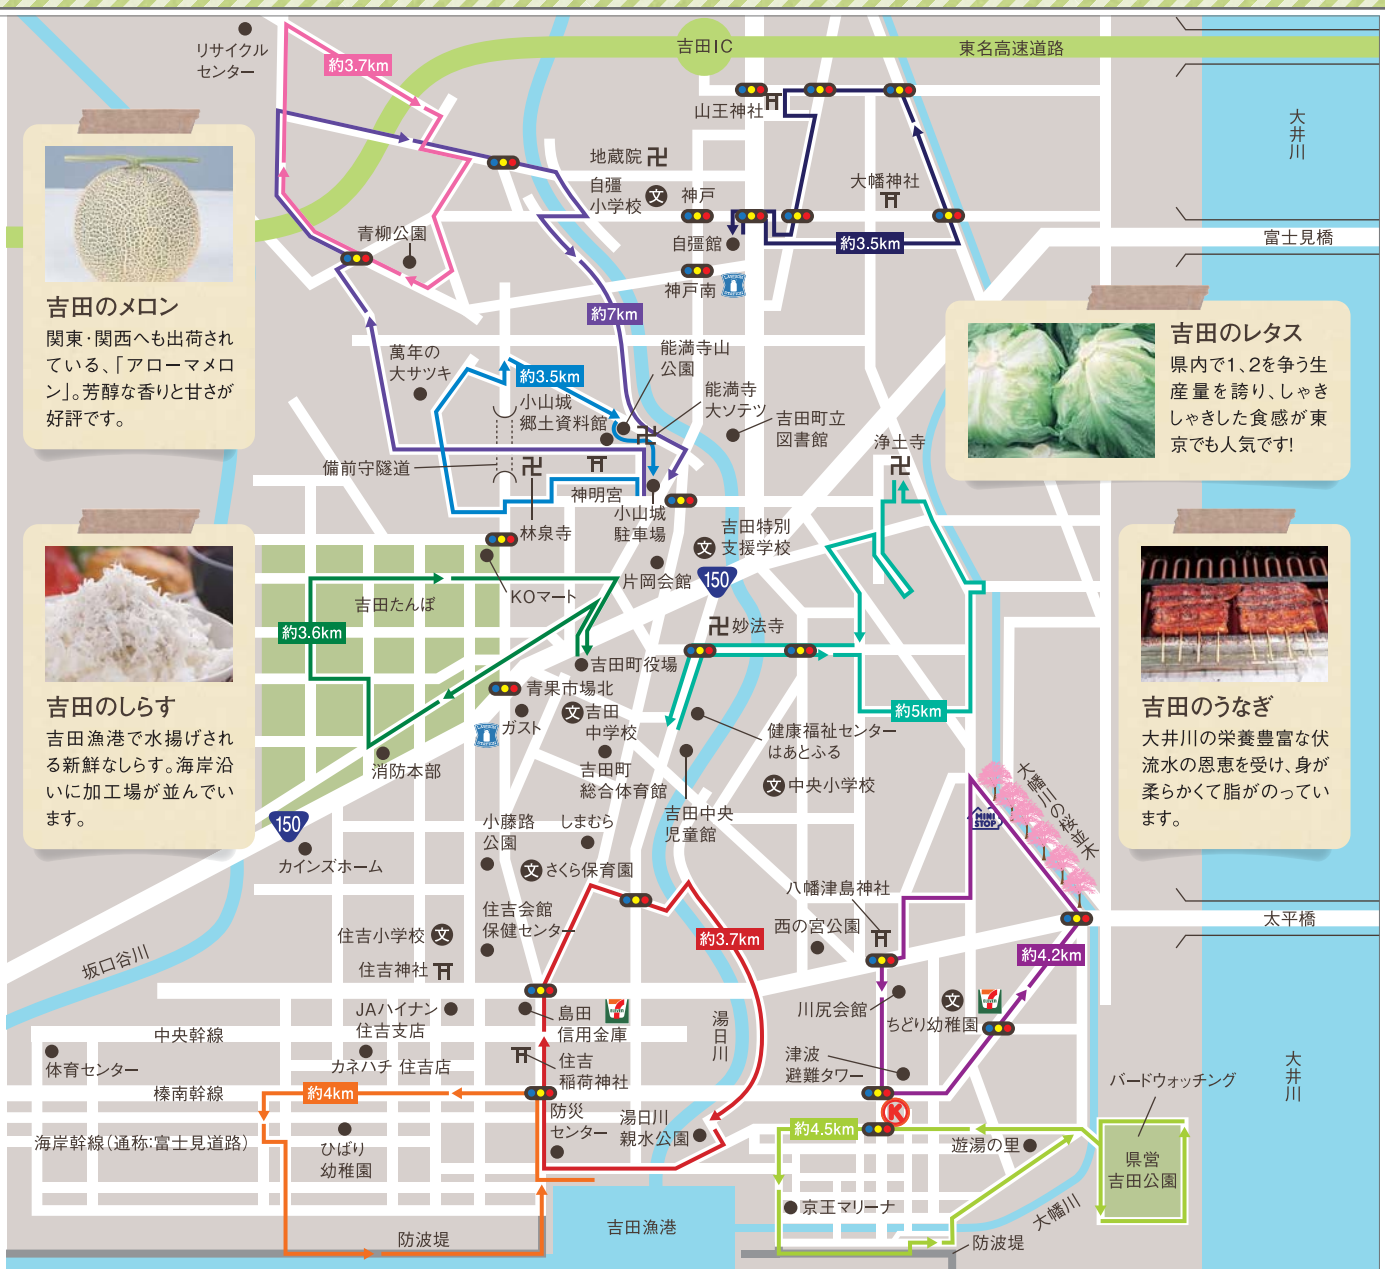 吉田IC
東名高速道路
リサイクル
センター
約3.7km
山王神社
大井川
地蔵院
自彊
小学校
文
神戸
大幡神社
自彊館
約3.5km
富士見橋
青柳公園
神戸南
吉田のメロン
関東・関西へも出荷され
ている、「アローマメロ
ン」。芳醇な香りと甘さが
好評です。
約7km
萬年の
大サツキ
約3.5km
能満寺山
公園
小山城
郷土資料館
能満寺
大ソテツ
吉田町立
図書館
浄土寺
吉田のレタス
県内で1、2を争う生
産量を誇り、しゃき
しゃきした食感が東
京でも人気です!
備前守隧道
神明宮
小山城
駐車場
林泉寺
吉田特別
支援学校
文
片岡会館
150
KOマート
吉田たんぼ
約3.6km
妙法寺
吉田町役場
青果市場北
ガスト
文
吉田
中学校
約5km
健康福祉センター
はあとふる
吉田町
総合体育館
文
中央小学校
消防本部
吉田中央
児童館
吉田のしらす
吉田漁港で水揚げされ
る新鮮なしらす。海岸沿
いに加工場が並んでい
ます。
吉田のうなぎ
大井川の栄養豊富な伏
流水の恩恵を受け、身が
柔らかくて脂がのってい
ます。
大幡川の桜並木
MINI
STOP
150
カインズホーム
小藤路
公園
しまむら
文
さくら保育園
八幡津島神社
西の宮公園
太平橋
住吉会館
保健センター
住吉小学校
文
住吉神社
約3.7km
約4.2km
坂口谷川
JAハイナン
住吉支店
島田
信用金庫
湯日川
川尻会館
文
ちどり幼稚園
中央幹線
体育センター
カネハチ 住吉店
住吉
稲荷神社
津波
避難タワー
大井川
榛南幹線
約4km
防災
センター
湯日川
親水公園
K
バードウォッチング
海岸幹線(通称:富士見道路)
ひばり
幼稚園
約4.5km
遊湯の里
県営
吉田公園
京王マリーナ
大幡川
吉田漁港
防波堤
防波堤